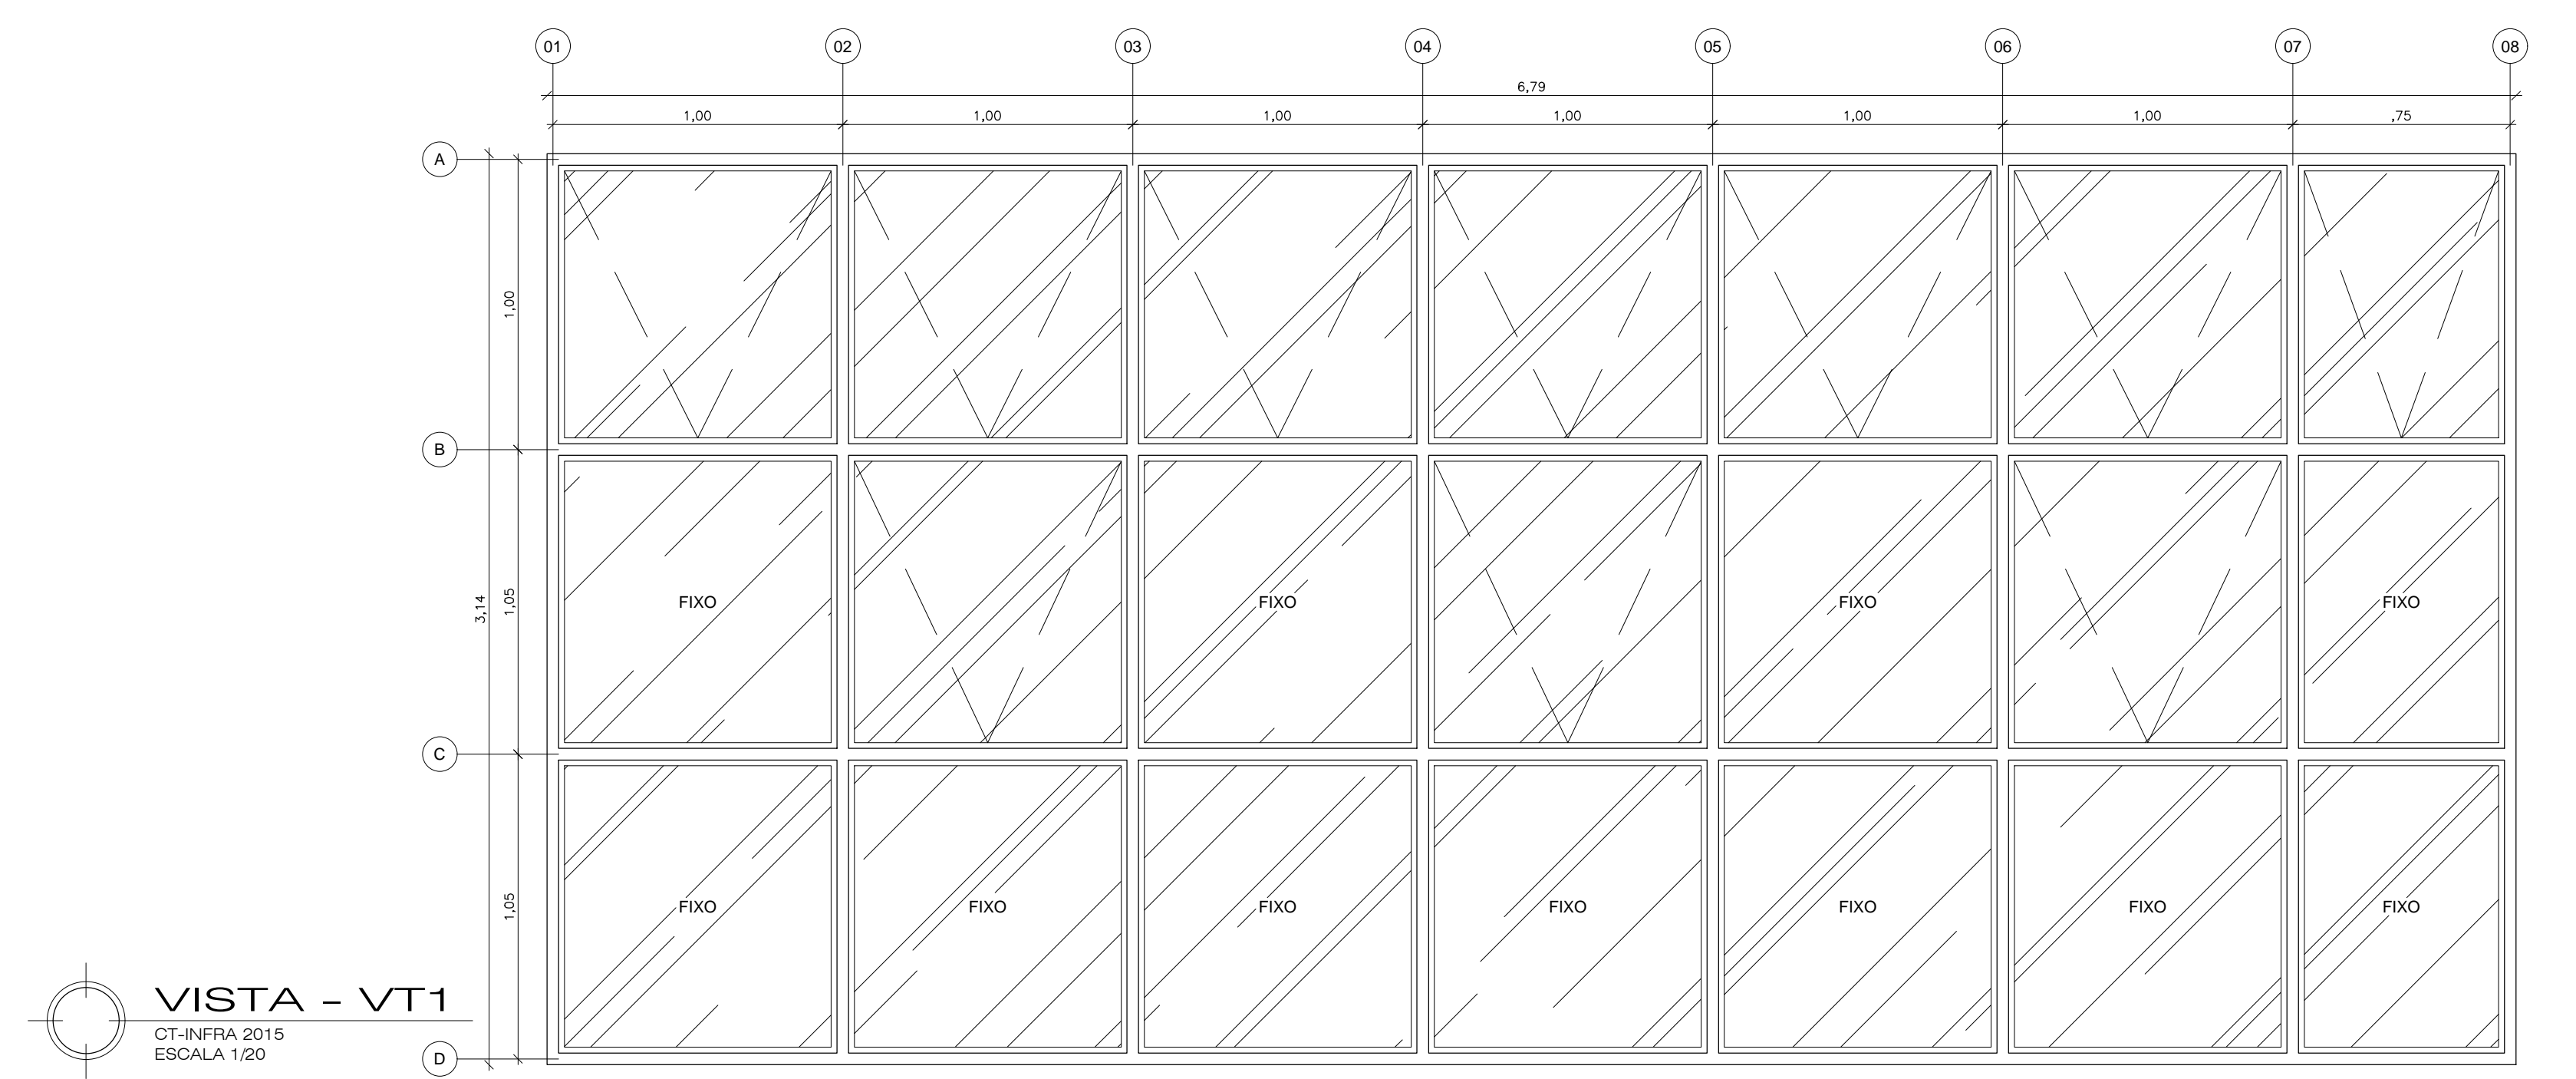 01 02 03 04 05 06 07 08
6,79
1,00 1,00 1,00 1,00 1,00 1,00 ,75
A
1,00
B
3,14
1,05
FIXO FIXO FIXO FIXO
C
1,05
FIXO FIXO FIXO FIXO FIXO FIXO FIXO
D
VISTA - VT1
CT-INFRA 2015
ESCALA 1/20